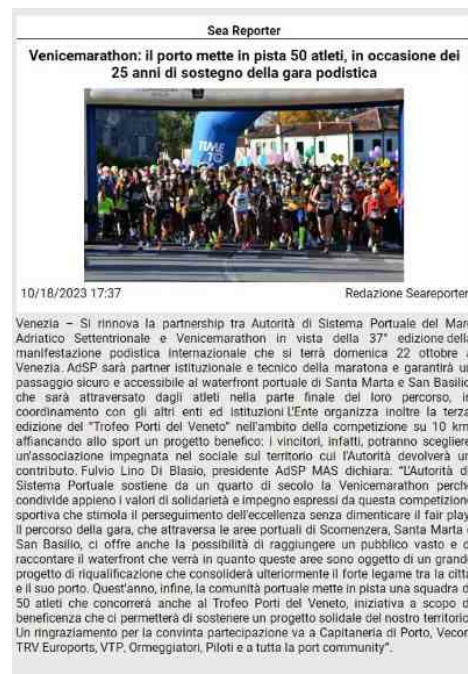 Sea Reporter
Venicemarathon: il porto mette in pista 50 atleti, in occasione dei
25 anni di sostegno della gara podistica
10/18/2023 17:37
Redazione Seareporter
Venezia – Si rinnova la partnership tra Autorità di Sistema Portuale del Mare
Adriatico Settentrionale e Venicemarathon in vista della 37° edizione della
manifestazione podistica internazionale che si terrà domenica 22 ottobre a
Venezia. AdSP sarà partner istituzionale e tecnico della maratona e garantirà un
passaggio sicuro e accessibile al waterfront portuale di Santa Marta e San Basilio
che sarà attraversato dagli atleti nella parte finale del loro percorso, in
coordinamento con gli altri enti ed istituzioni L'Ente organizza inoltre la terza
edizione del "Trofeo Porti del Veneto" nell'ambito della competizione su 10 km,
affiancando allo sport un progetto benefico: i vincitori, infatti, potranno scegliere
un'associazione impegnata nel sociale sul territorio cui l'Autorità devolverà un
contributo. Fulvio Lino Di Blasio, presidente AdSP MAS dichiara: "L'Autorità di
Sistema Portuale sostiene da un quarto di secolo la Venicemarathon perché
condivide appieno i valori di solidarietà e impegno espressi da questa competizione
sportiva che stimola il perseguimento dell'eccellenza senza dimenticare il fair play.
Il percorso della gara, che attraversa le aree portuali di Scomenzera, Santa Marta e
San Basilio, ci offre anche la possibilità di raggiungere un pubblico vasto e di
raccontare il waterfront che verrà in quanto queste aree sono oggetto di un grande
progetto di riqualificazione che consoliderà ulteriormente il forte legame tra la città
e il suo porto. Quest'anno, infine, la comunità portuale mette in pista una squadra di
50 atleti che concorrerà anche al Trofeo Porti del Veneto, iniziativa a scopo di
beneficenza che ci permetterà di sostenere un progetto solidale del nostro territorio.
Un ringraziamento per la convinta partecipazione va a Capitaneria di Porto, Vecon,
TRV Euroports, VTP, Ormeggiatori, Piloti e a tutta la port community".